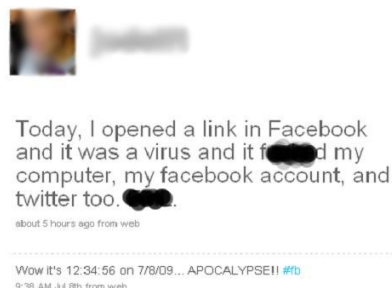 Today, I opened a link in Facebook
and it was a virus and it my
computer, my facebook account, and
twitter too.
about 5 hours ago from web
Wow it's 12:34:56 on 7/8/09... APOCALYPSE!! #fb
9:38 AM Jul 8th from web